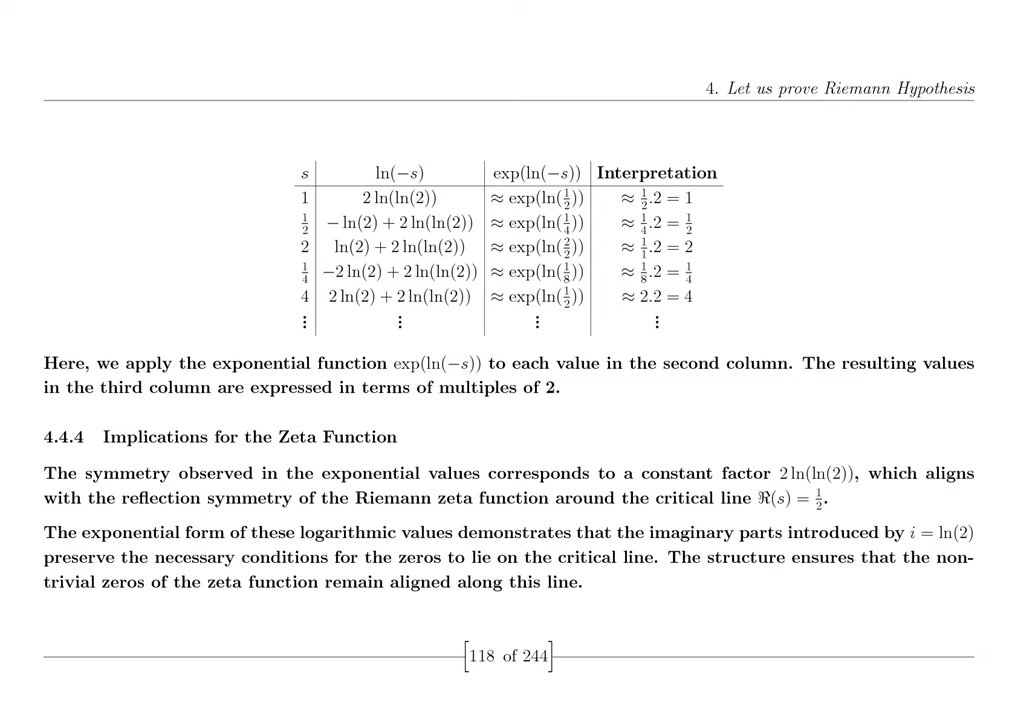 4. Let us prove Riemann Hypothesis
s ln(−s) exp(ln(−s)) Interpretation
1 2 ln(ln(2)) ≈ exp(ln(1/2)) ≈ 1/2.2 = 1
1/2 − ln(2) + 2 ln(ln(2)) ≈ exp(ln(1/4)) ≈ 1/4.2 = 1/2
2 ln(2) + 2 ln(ln(2)) ≈ exp(ln(2/2)) ≈ 1/1.2 = 2
1/4 −2 ln(2) + 2 ln(ln(2)) ≈ exp(ln(1/8)) ≈ 1/8.2 = 1/4
4 2 ln(2) + 2 ln(ln(2)) ≈ exp(ln(1/2)) ≈ 2.2 = 4
⋮ ⋮ ⋮ ⋮
Here, we apply the exponential function exp(ln(−s)) to each value in the second column. The resulting values
in the third column are expressed in terms of multiples of 2.
4.4.4 Implications for the Zeta Function
The symmetry observed in the exponential values corresponds to a constant factor 2 ln(ln(2)), which aligns
with the reflection symmetry of the Riemann zeta function around the critical line ℜ(s) = 1/2.
The exponential form of these logarithmic values demonstrates that the imaginary parts introduced by i = ln(2)
preserve the necessary conditions for the zeros to lie on the critical line. The structure ensures that the non-
trivial zeros of the zeta function remain aligned along this line.
[118 of 244]